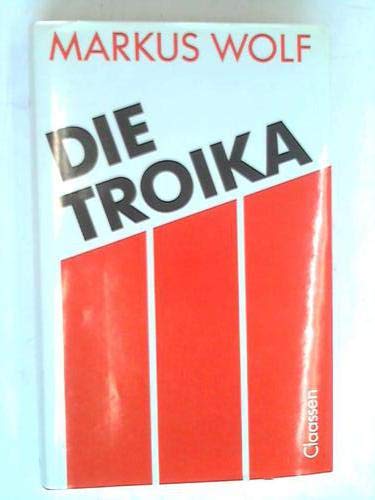 MARKUS WOLF
DIE
TROIKA
Claassen